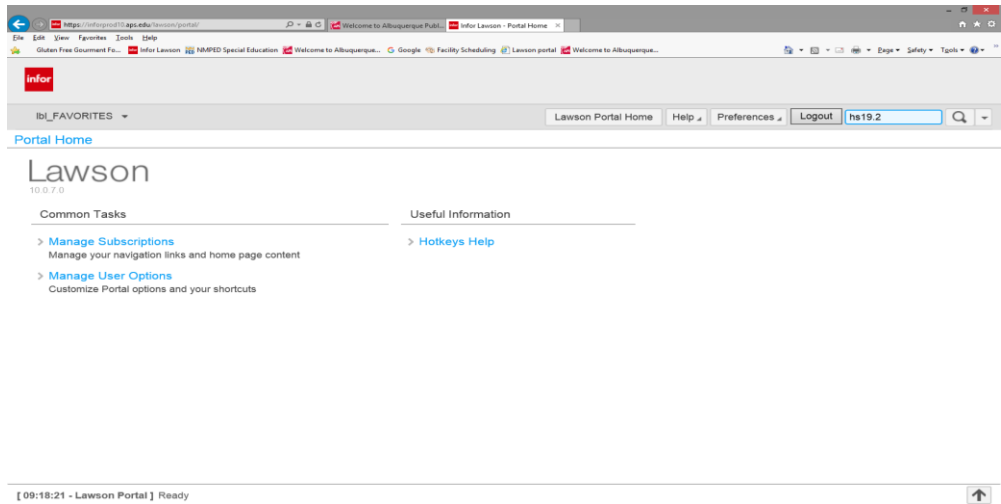 https://inforprod10.aps.edu/lawson/portal/
Welcome to Albuquerque Publ...
Infor Lawson - Portal Home
File Edit View Favorites Tools Help
Gluten Free Gourment Fo... Infor Lawson NMPED Special Education Welcome to Albuquerque... Google Facility Scheduling Lawson portal Welcome to Albuquerque...
Page Safety Tools
infor
lbl_FAVORITES
Lawson Portal Home Help Preferences Logout hs19.2
Portal Home
Lawson
10.0.7.0
Common Tasks
Useful Information
Manage Subscriptions
Hotkeys Help
Manage your navigation links and home page content
Manage User Options
Customize Portal options and your shortcuts
[ 09:18:21 - Lawson Portal ] Ready